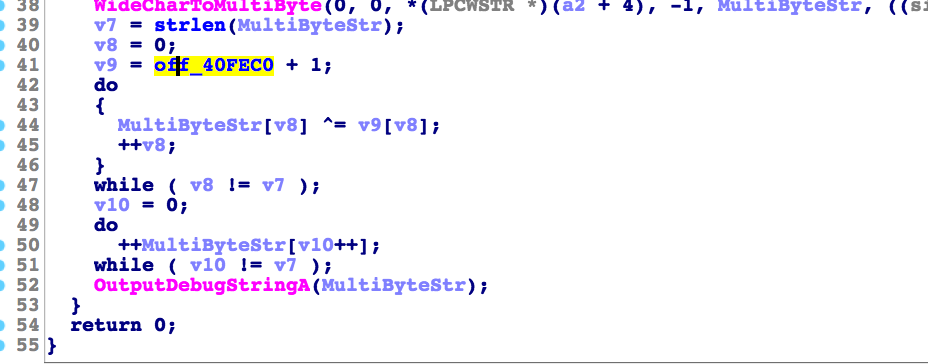 38 WideCharToMultiByte(0, 0, *(LPCWSTR *)(a2 + 4), -1, MultiByteStr, ((si
39 v7 = strlen(MultiByteStr);
40 v8 = 0;
41 v9 = off_40FEC0 + 1;
42 do
43 {
44 MultiByteStr[v8] ^= v9[v8];
45 ++v8;
46 }
47 while ( v8 != v7 );
48 v10 = 0;
49 do
50 ++MultiByteStr[v10++];
51 while ( v10 != v7 );
52 OutputDebugStringA(MultiByteStr);
53 }
54 return 0;
55 }